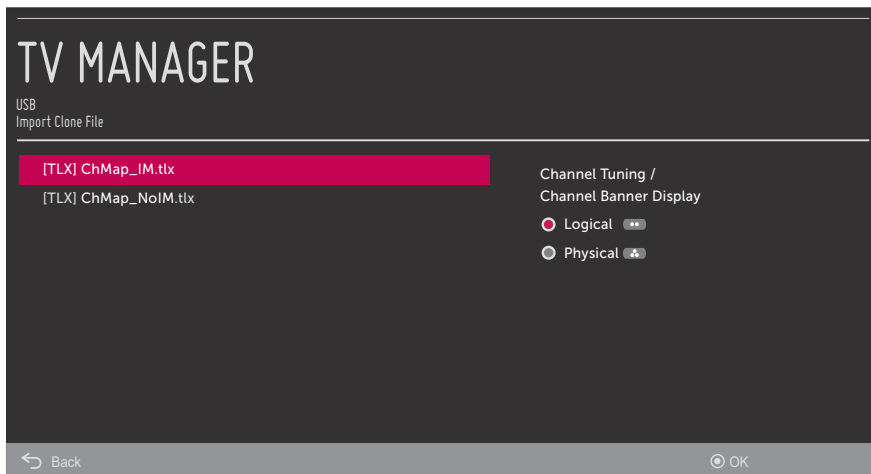 TV MANAGER
USB
Import Clone File
[TLX] ChMap_IM.tlx
[TLX] ChMap_NoIM.tlx
Channel Tuning /
Channel Banner Display
Logical
Physical
Back
OK